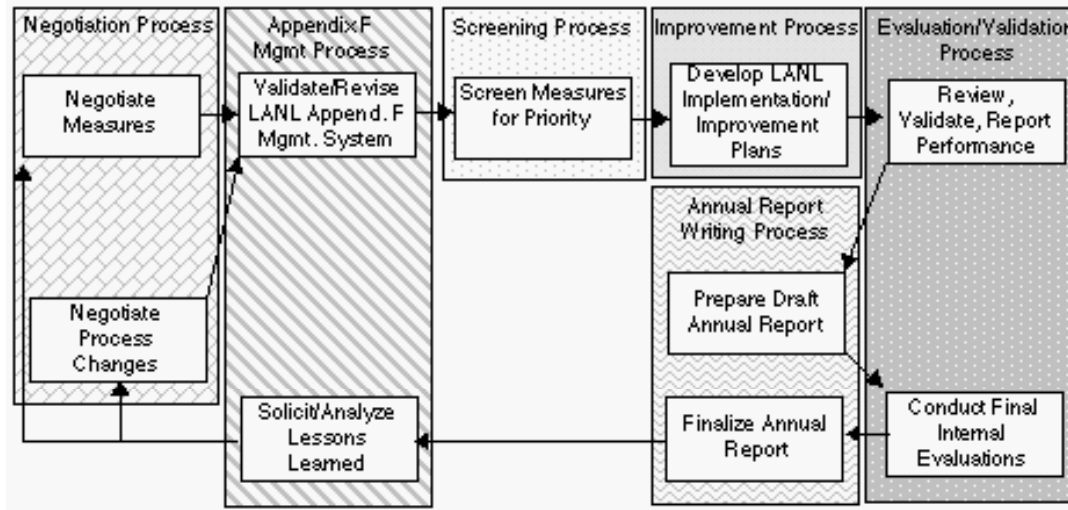 Negotiation Process
Negotiate
Measures
Negotiate
Process
Changes
Appendix F
Mgmt Process
Validate/Revise
LANL Append. F
Mgmt. System
Solicit/Analyze
Lessons
Learned
Screening Process
Screen Measures
for Priority
Improvement Process
Develop LANL
Implementation/
Improvement
Plans
Annual Report
Writing Process
Prepare Draft
Annual Report
Finalize Annual
Report
Evaluation/Validation
Process
Review,
Validate, Report
Performance
Conduct Final
Internal
Evaluations